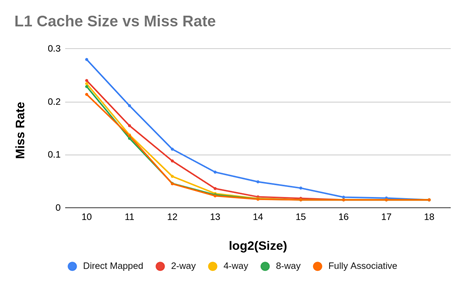 L1 Cache Size vs Miss Rate
0.3
0.2
0.1
0
Miss Rate
10 11 12 13 14 15 16 17 18
log2(Size)
Direct Mapped 2-way 4-way 8-way Fully Associative